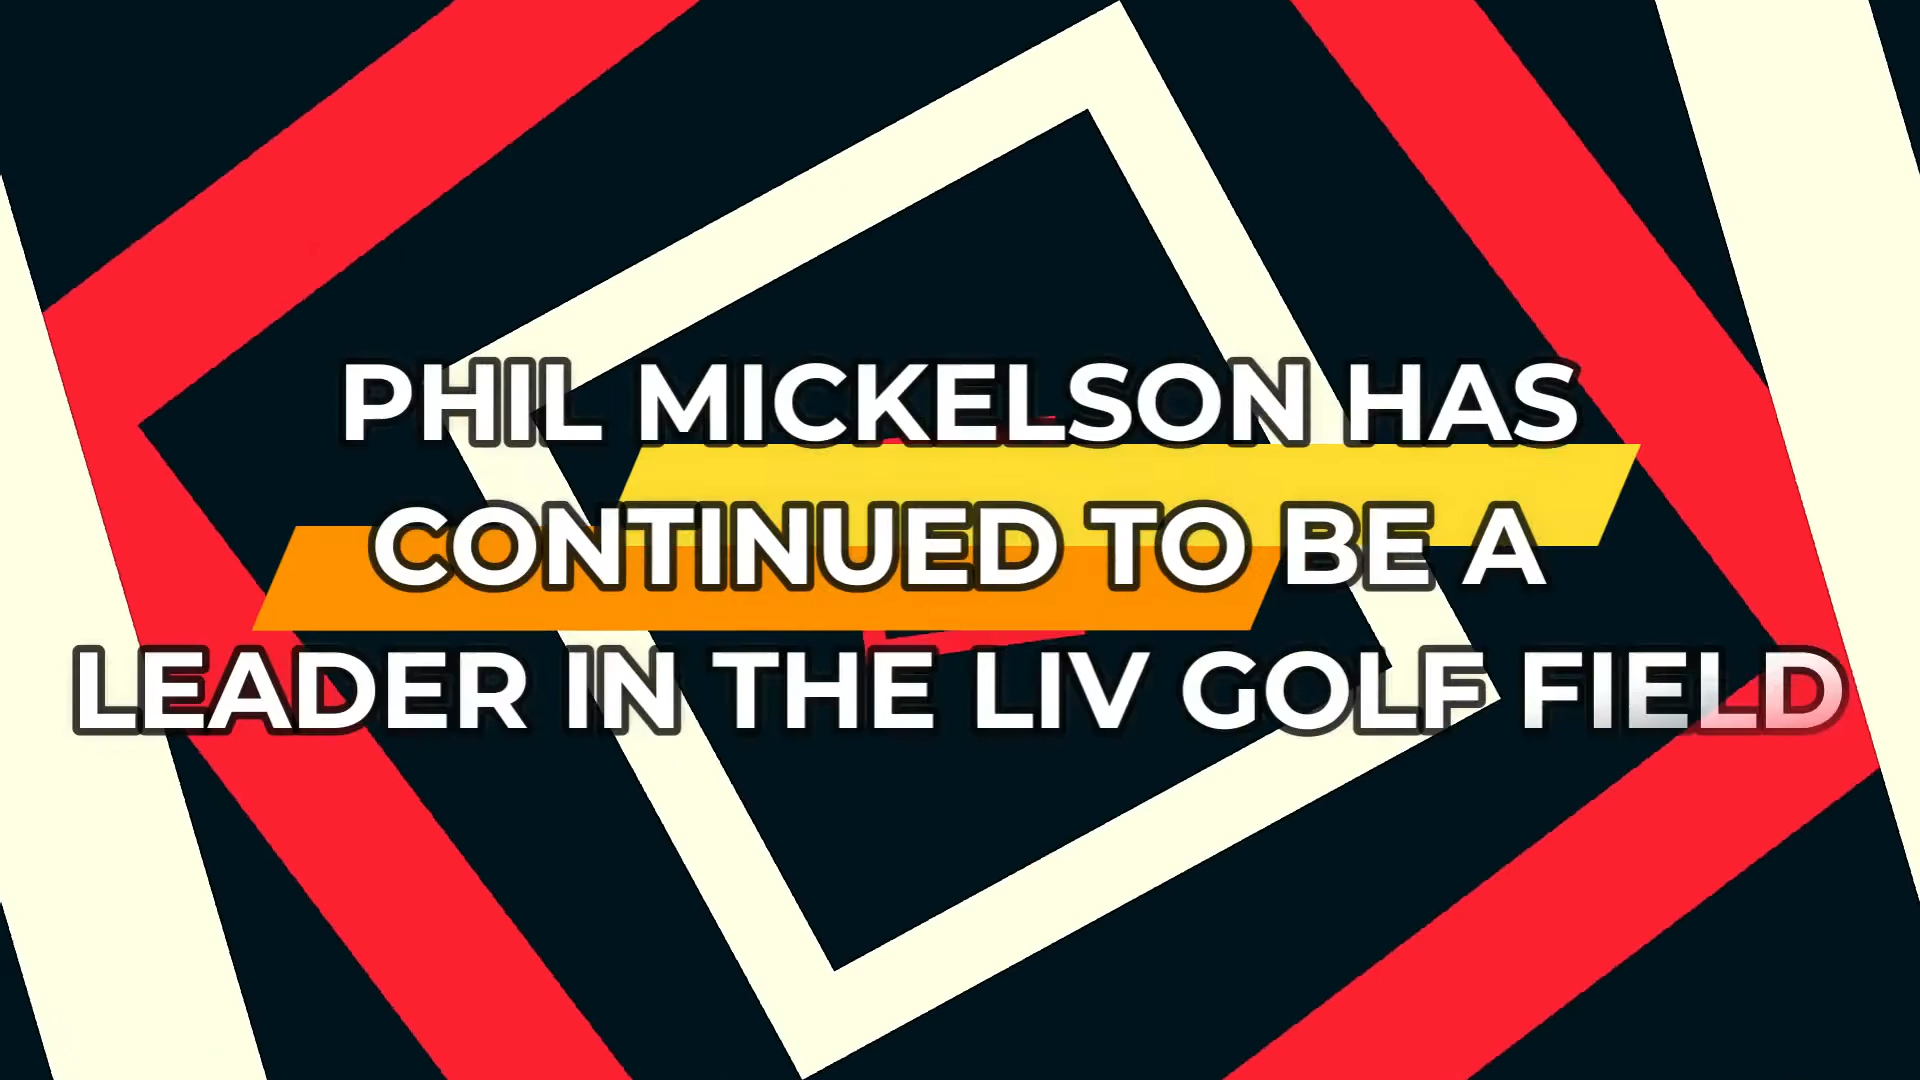 PHIL MICKELSON HAS
CONTINUED TO BE A
LEADER IN THE LIV GOLF FIELD